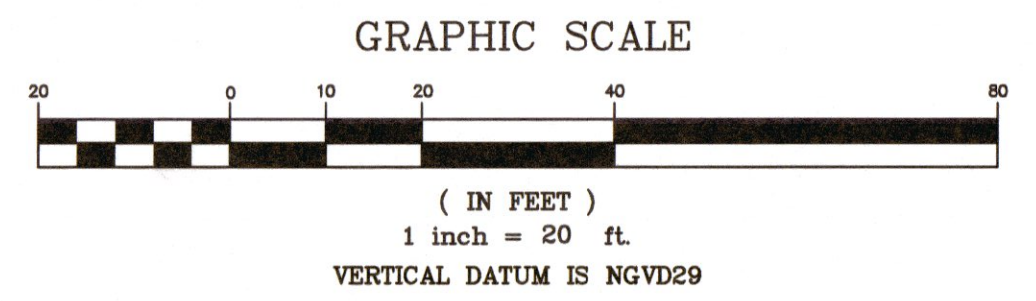 GRAPHIC SCALE
20 0 10 20 40 80
( IN FEET )
1 inch = 20 ft.
VERTICAL DATUM IS NGVD29